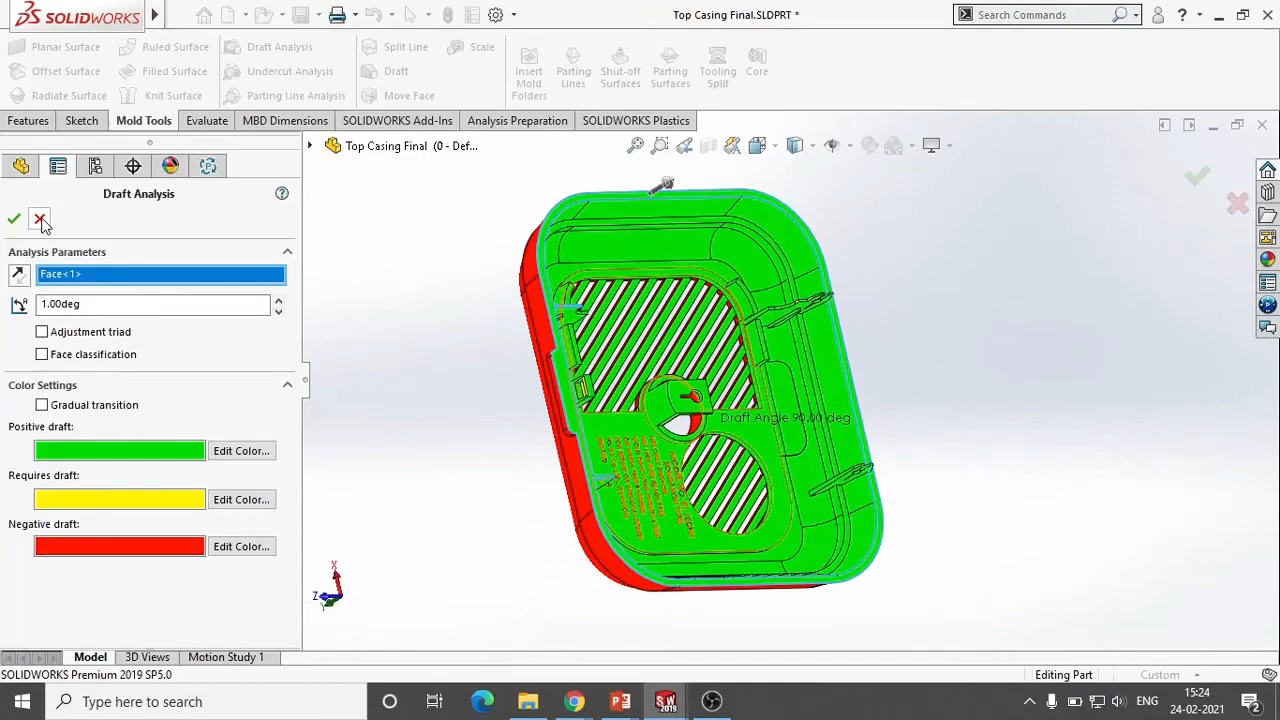 SOLIDWORKS
Top Casing Final.SLDPRT *
Search Commands
Planar Surface
Ruled Surface
Draft Analysis
Split Line
Scale
Offset Surface
Filled Surface
Undercut Analysis
Draft
Radiate Surface
Knit Surface
Parting Line Analysis
Move Face
Insert
Mold
Folders
Parting
Lines
Shut-off
Surfaces
Parting
Surfaces
Tooling
Split
Core
Features
Sketch
Mold Tools
Evaluate
MBD Dimensions
SOLIDWORKS Add-Ins
Analysis Preparation
SOLIDWORKS Plastics
Top Casing Final (0 - Def...
Draft Analysis
Analysis Parameters
Face<1>
1.00deg
Adjustment triad
Face classification
Color Settings
Gradual transition
Positive draft:
Edit Color...
Requires draft:
Edit Color...
Negative draft:
Edit Color...
Draft Angle 90.00 deg
X
Z
Y
Model
3D Views
Motion Study 1
SOLIDWORKS Premium 2019 SP5.0
Editing Part
Custom
Type here to search
SW
2019
ENG
15:24
24-02-2021
2